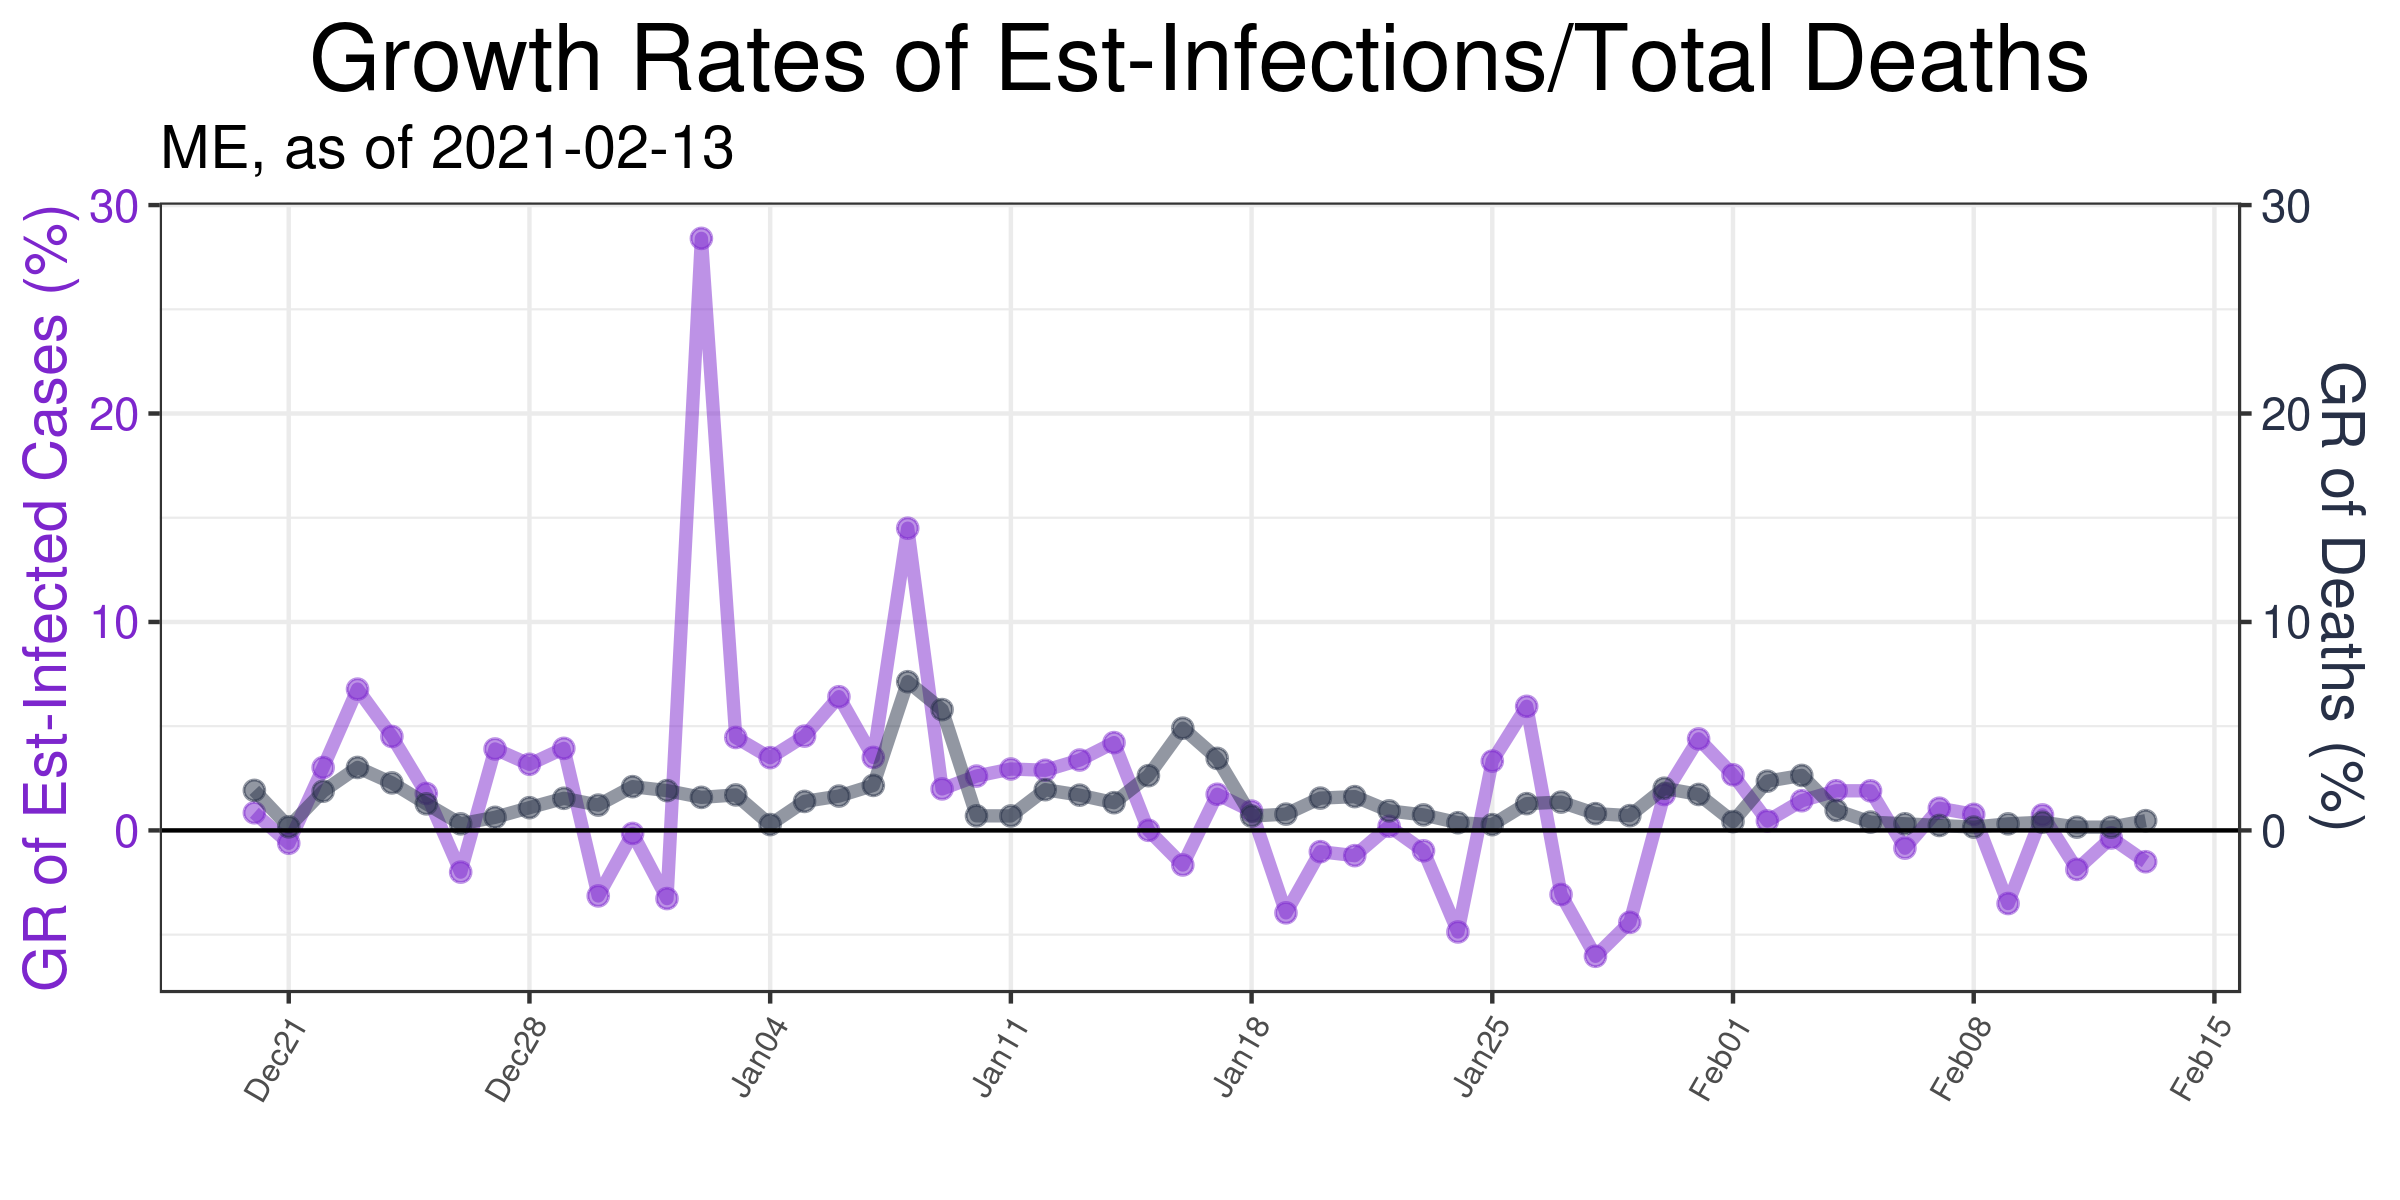 Growth Rates of Est-Infections/Total Deaths
ME, as of 2021-02-13
GR of Est-Infected Cases (%)
30
20
10
0
30
20
10
0
GR of Deaths (%)
Dec21
Dec28
Jan04
Jan11
Jan18
Jan25
Feb01
Feb08
Feb15